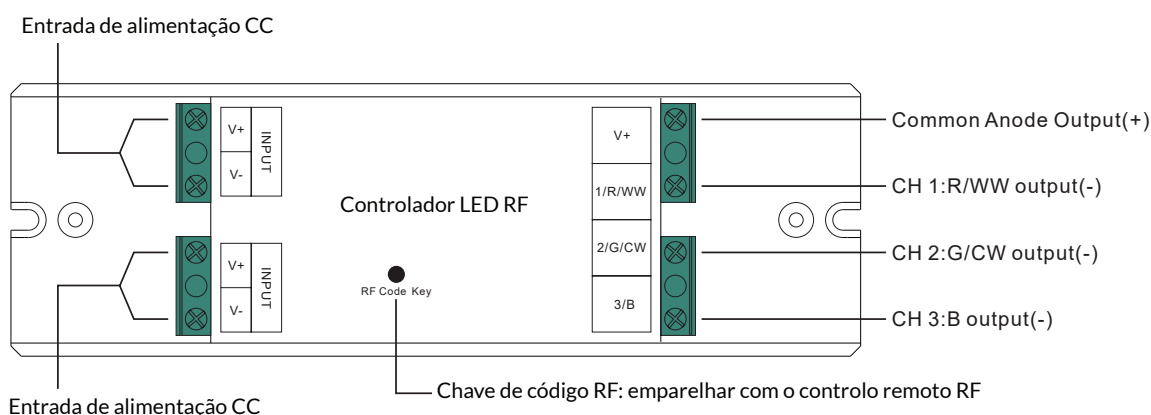 Entrada de alimentação CC
V+
V-
INPUT
V+
1/R/WW
2/G/CW
3/B
Common Anode Output(+)
CH 1:R/WW output(-)
CH 2:G/CW output(-)
CH 3:B output(-)
Controlador LED RF
RF Code Key
V+
V-
INPUT
Chave de código RF: emparelhar com o controlo remoto RF
Entrada de alimentação CC